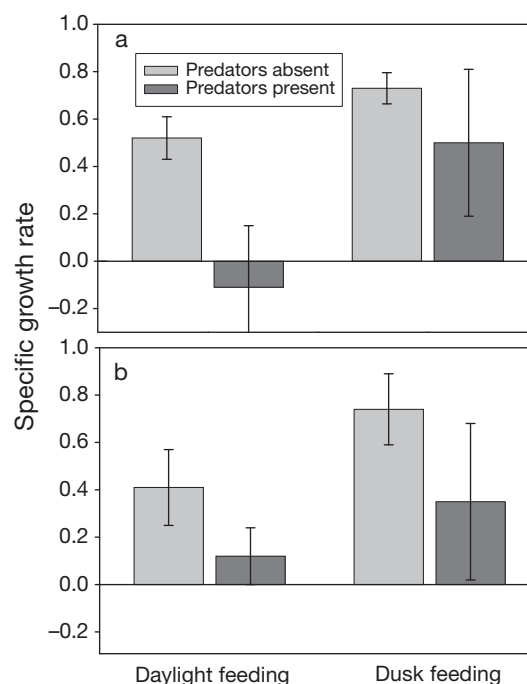 a
Predators absent
Predators present
1.0
0.8
0.6
0.4
0.2
0.0
–0.2
Specific growth rate
b
1.0
0.8
0.6
0.4
0.2
0.0
–0.2
Daylight feeding
Dusk feeding